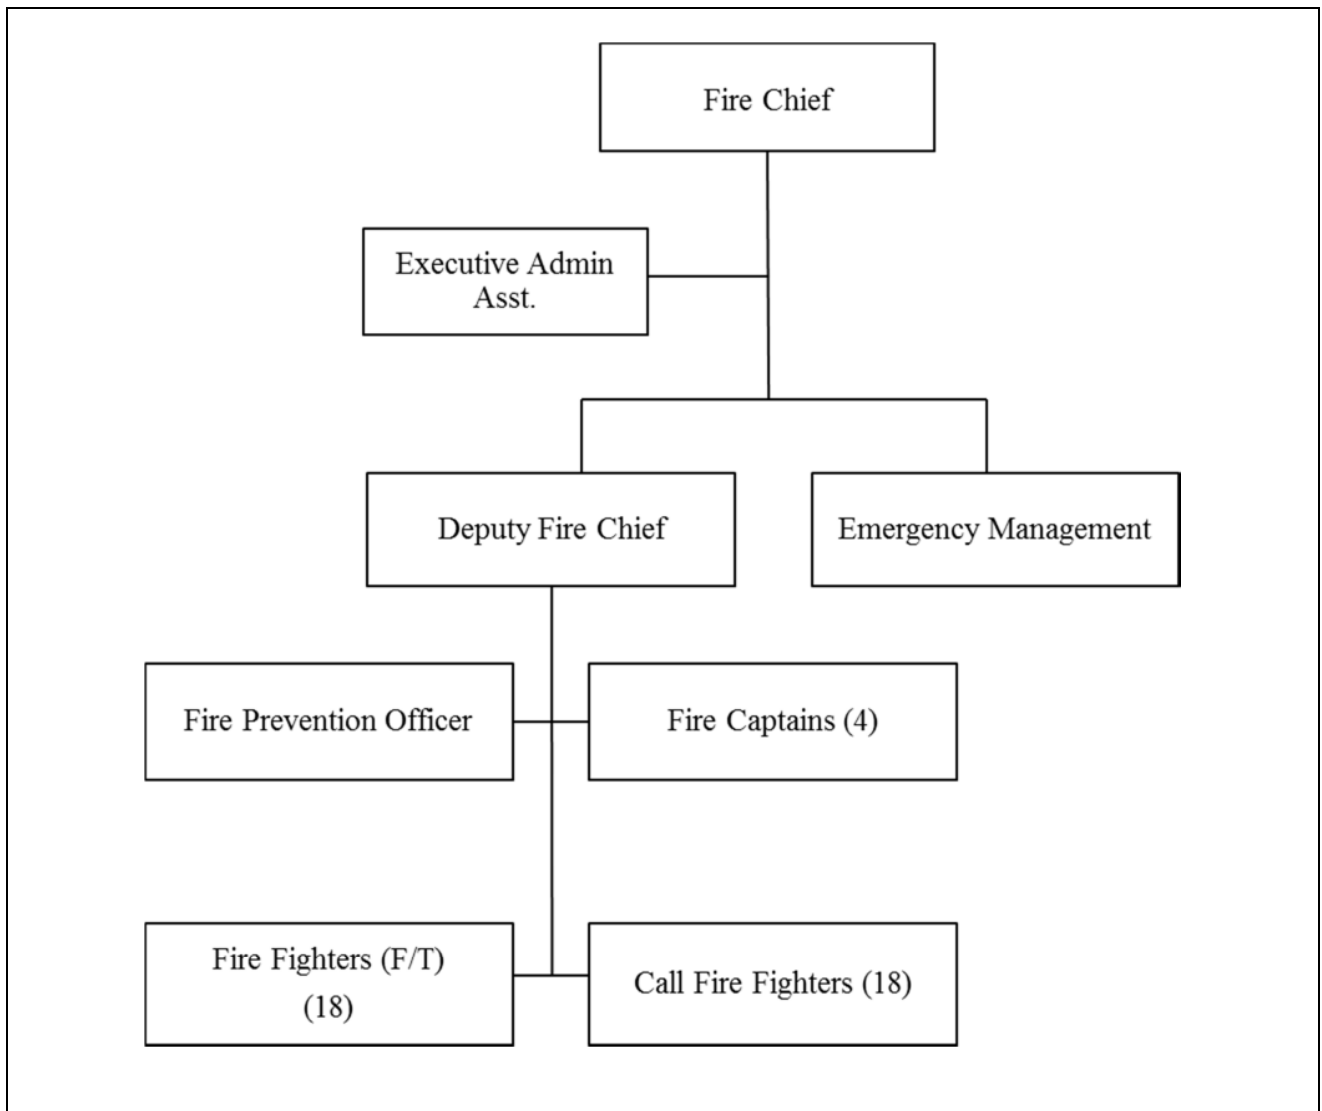 Fire Chief
Executive Admin
Asst.
Deputy Fire Chief
Emergency Management
Fire Prevention Officer
Fire Captains (4)
Fire Fighters (F/T)
(18)
Call Fire Fighters (18)